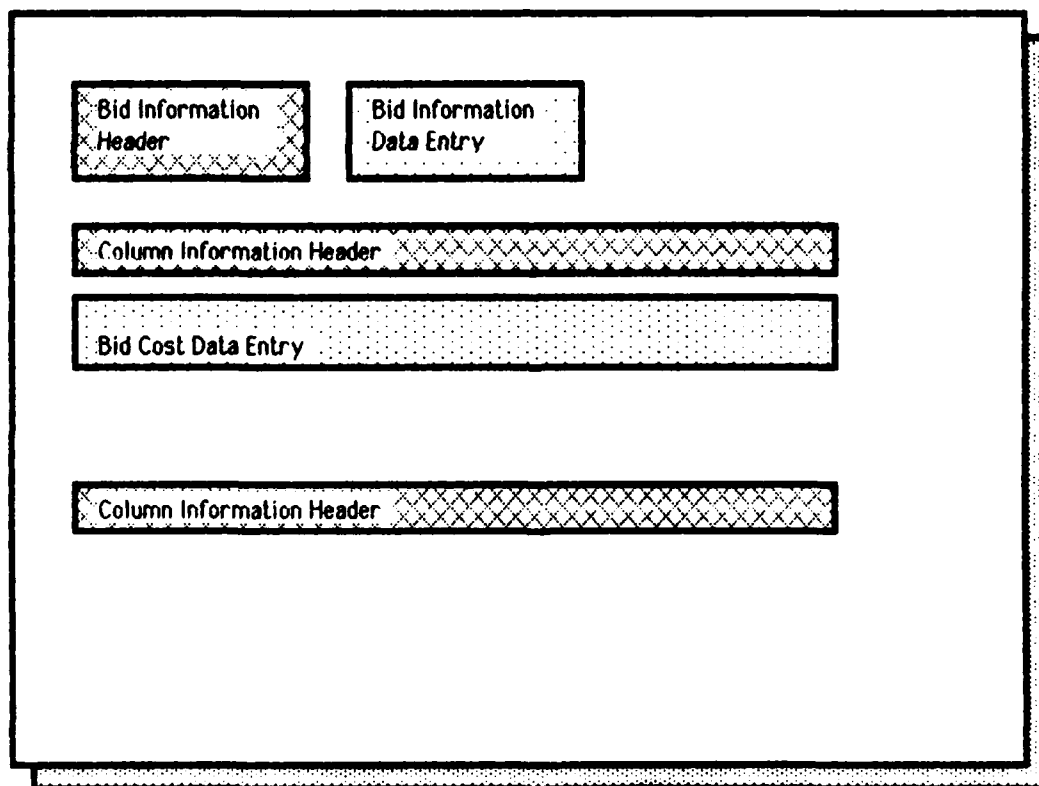 Bid Information
Header
Bid Information
Data Entry
Column Information Header
Bid Cost Data Entry
Column Information Header